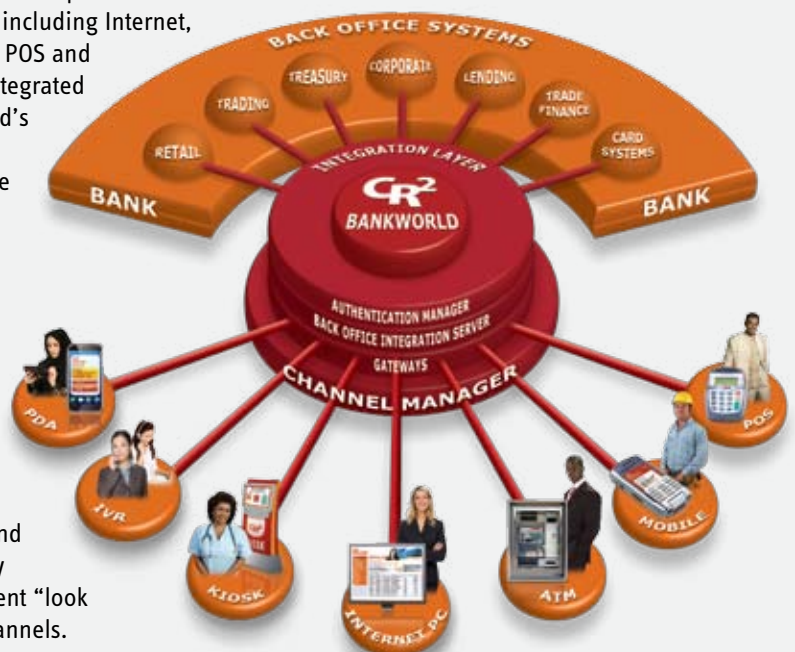 including Internet,
POS and
tegrated
d's
e
nd
y
ent “look
annels.
BACK OFFICE SYSTEMS
RETAIL
TRADING
TREASURY
CORPORATE
LENDING
TRADE
FINANCE
CARD
SYSTEMS
BANK
BANK
INTEGRATION LAYER
CR2
BANKWORLD
AUTHENTICATION MANAGER
BACK OFFICE INTEGRATION SERVER
GATEWAYS
CHANNEL MANAGER
PDA
IVR
KIOSK
INTERNET PC
ATM
MOBILE
POS